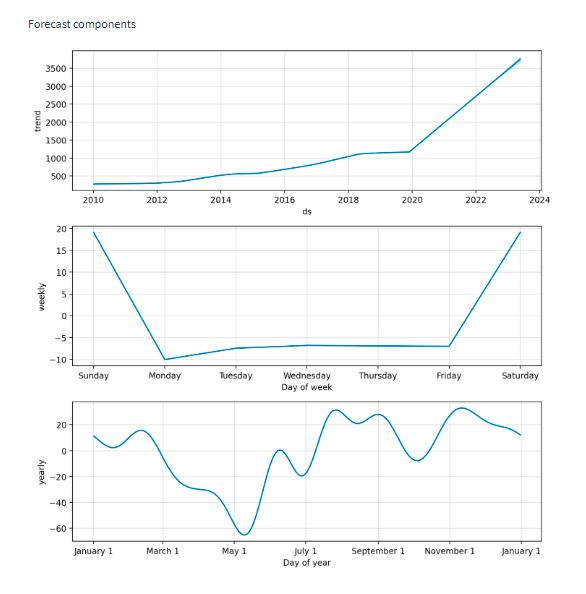 Forecast components
3500
3000
2500
2000
1500
1000
500
trend
2010 2012 2014 2016 2018 2020 2022 2024
ds
20
15
10
5
0
−5
−10
weekly
Sunday Monday Tuesday Wednesday Thursday Friday Saturday
Day of week
20
0
−20
−40
−60
yearly
January 1 March 1 May 1 July 1 September 1 November 1 January 1
Day of year